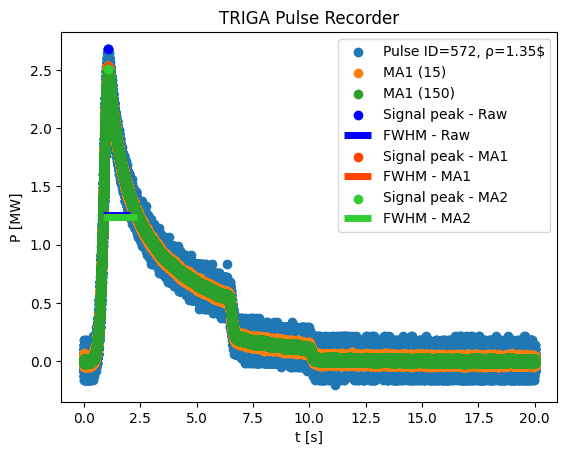 TRIGA Pulse Recorder
Pulse ID=572, ρ=1.35$
MA1 (15)
MA1 (150)
Signal peak - Raw
FWHM - Raw
Signal peak - MA1
FWHM - MA1
Signal peak - MA2
FWHM - MA2
P [MW]
2.5
2.0
1.5
1.0
0.5
0.0
0.0 2.5 5.0 7.5 10.0 12.5 15.0 17.5 20.0
t [s]